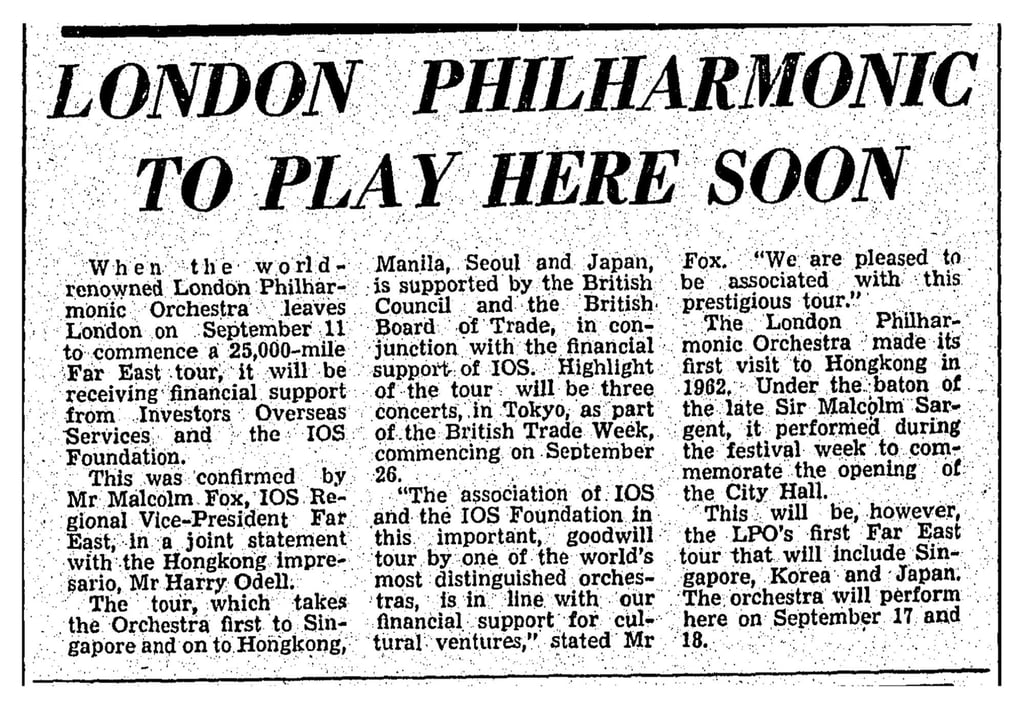 LONDON PHILHARMONIC
TO PLAY HERE SOON
When the world-
renowned London Philhar-
monic Orchestra leaves
London on September 11
to commence a 25,000-mile
Far East tour, it will be
receiving financial support
from Investors Overseas
Services and the IOS
Foundation.
This was confirmed by
Mr Malcolm Fox, IOS Re-
gional Vice-President Far
East, in a joint statement
with the Hongkong impre-
sario, Mr Harry Odell.
The tour, which takes
the Orchestra first to Sin-
gapore and on to Hongkong,
Manila, Seoul and Japan,
is supported by the British
Council and the British
Board of Trade, in con-
junction with the financial
support of IOS. Highlight
of the tour will be three
concerts, in Tokyo, as part
of the British Trade Week,
commencing on September
26.
"The association of IOS
and the IOS Foundation in
this important, goodwill
tour by one of the world's
most distinguished orches-
tras, is in line with our
financial support for cul-
tural ventures," stated Mr
Fox. "We are pleased to
be associated with this
prestigious tour."
The London Philhar-
monic Orchestra made its
first visit to Hongkong in
1962. Under the baton of
the late Sir Malcolm Sar-
gent, it performed during
the festival week to com-
memorate the opening of
the City Hall.
This will be, however,
the LPO's first Far East
tour that will include Sin-
gapore, Korea and Japan.
The orchestra will perform
here on September 17 and
18.